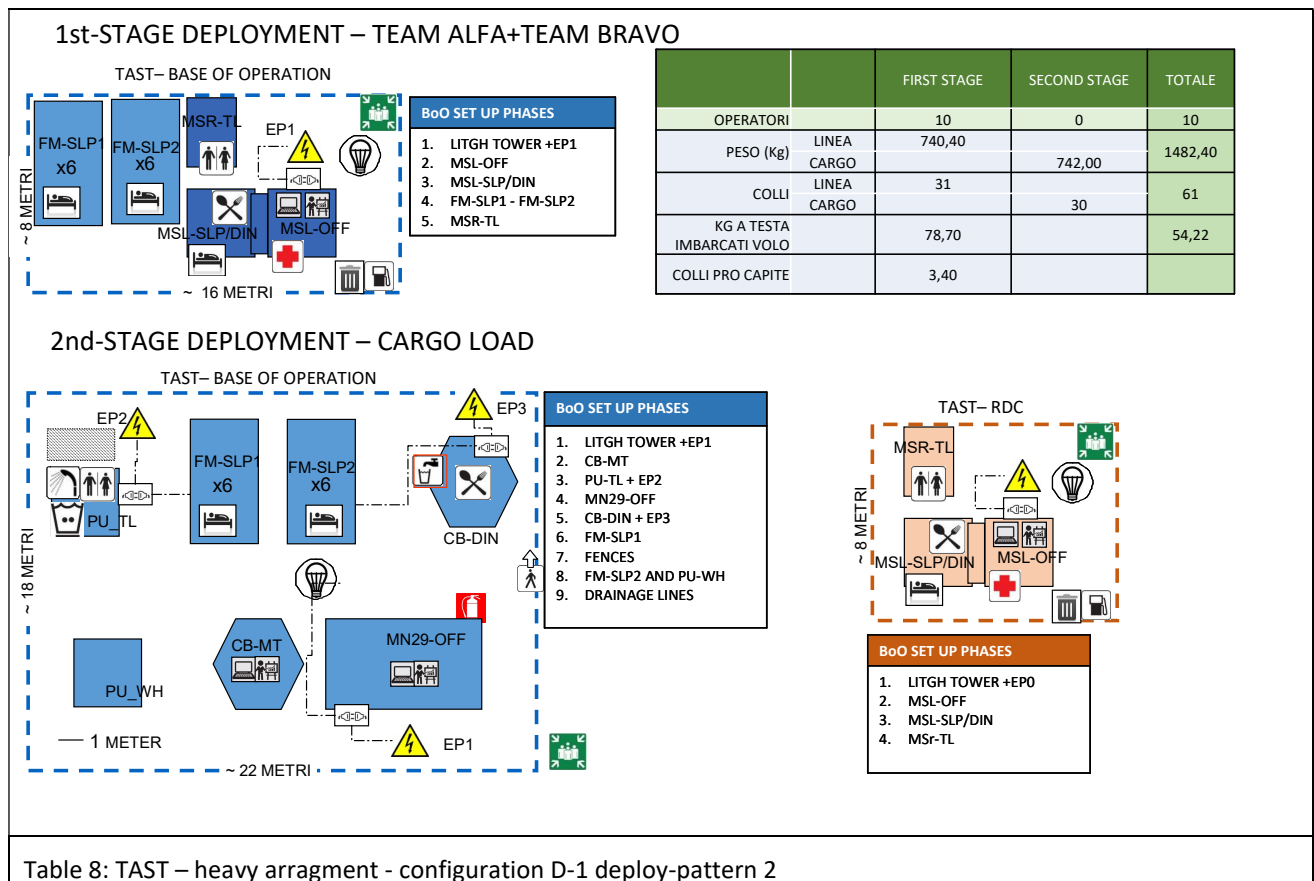 1st-STAGE DEPLOYMENT – TEAM ALFA+TEAM BRAVO
TAST– BASE OF OPERATION
FM-SLP1
x6
FM-SLP2
x6
MSR-TL
EP1
MSL-SLP/DIN
MSL-OFF
~ 8 METRI
~ 16 METRI
BoO SET UP PHASES
1. LITGH TOWER +EP1
2. MSL-OFF
3. MSL-SLP/DIN
4. FM-SLP1 - FM-SLP2
5. MSR-TL
FIRST STAGE SECOND STAGE TOTALE
OPERATORI 10 0 10
PESO (Kg) LINEA 740,40 1482,40
CARGO 742,00
COLLI LINEA 31 61
CARGO 30
KG A TESTA
IMBARCATI VOLO 78,70 54,22
COLLI PRO CAPITE 3,40
2nd-STAGE DEPLOYMENT – CARGO LOAD
TAST– BASE OF OPERATION
EP2
EP3
FM-SLP1
x6
FM-SLP2
x6
PU_TL
CB-DIN
~ 18 METRI
CB-MT
MN29-OFF
PU_WH
1 METER
EP1
~ 22 METRI
BoO SET UP PHASES
1. LITGH TOWER +EP1
2. CB-MT
3. PU-TL + EP2
4. MN29-OFF
5. CB-DIN + EP3
6. FM-SLP1
7. FENCES
8. FM-SLP2 AND PU-WH
9. DRAINAGE LINES
TAST– RDC
MSR-TL
MSL-SLP/DIN
MSL-OFF
~ 8 METRI
BoO SET UP PHASES
1. LITGH TOWER +EP0
2. MSL-OFF
3. MSL-SLP/DIN
4. MSr-TL
Table 8: TAST – heavy arragment - configuration D-1 deploy-pattern 2